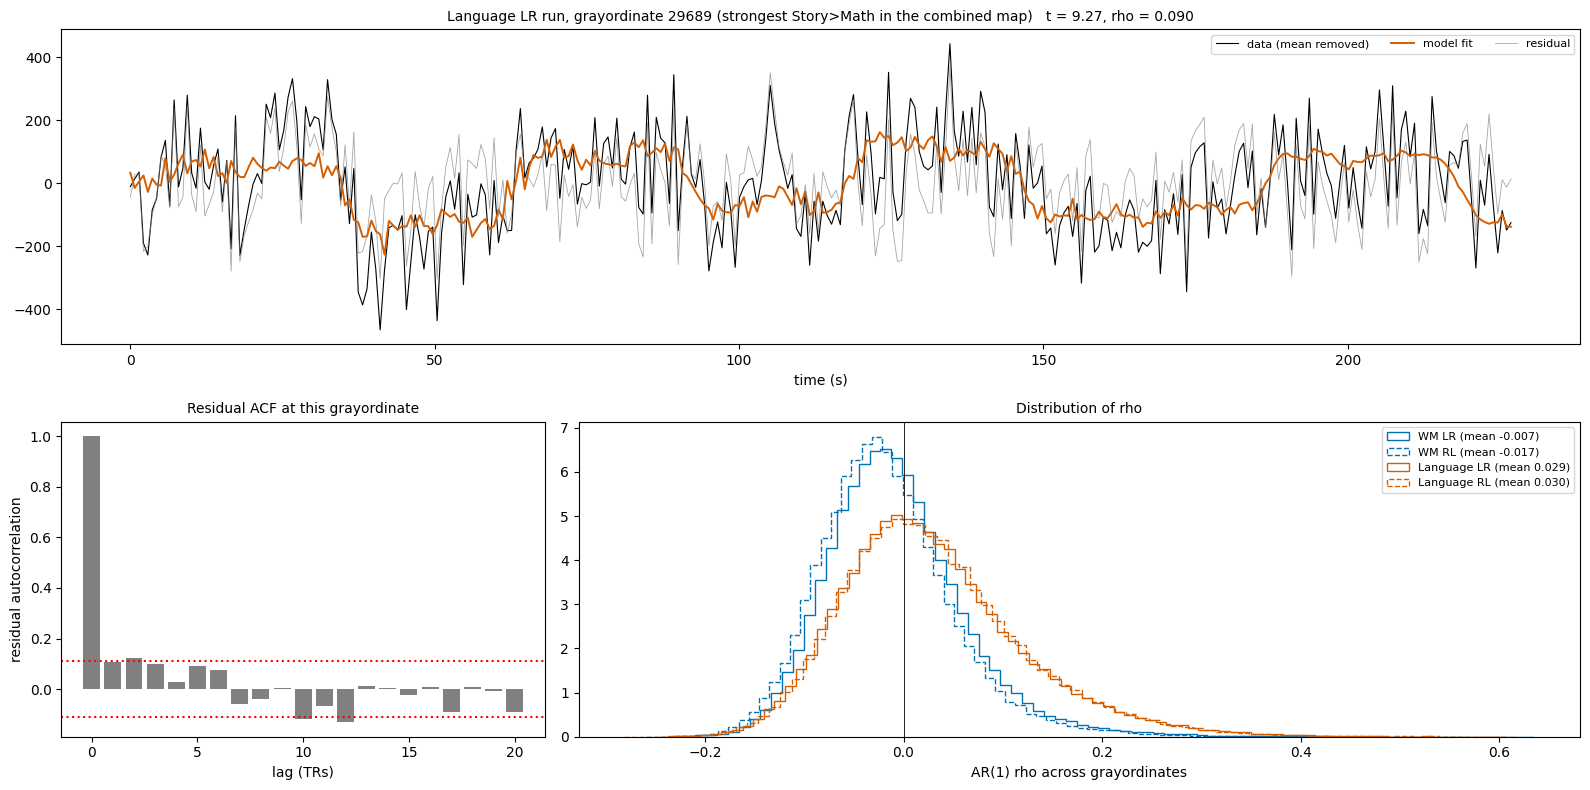 Language LR run, grayordinate 29689 (strongest Story>Math in the combined map)   t = 9.27, rho = 0.090
data (mean removed)
model fit
residual
400
200
0
−200
−400
0
50
100
150
200
time (s)
Residual ACF at this grayordinate
1.0
0.8
0.6
0.4
0.2
0.0
residual autocorrelation
0
5
10
15
20
lag (TRs)
Distribution of rho
WM LR (mean -0.007)
WM RL (mean -0.017)
Language LR (mean 0.029)
Language RL (mean 0.030)
7
6
5
4
3
2
1
0
−0.2
0.0
0.2
0.4
0.6
AR(1) rho across grayordinates